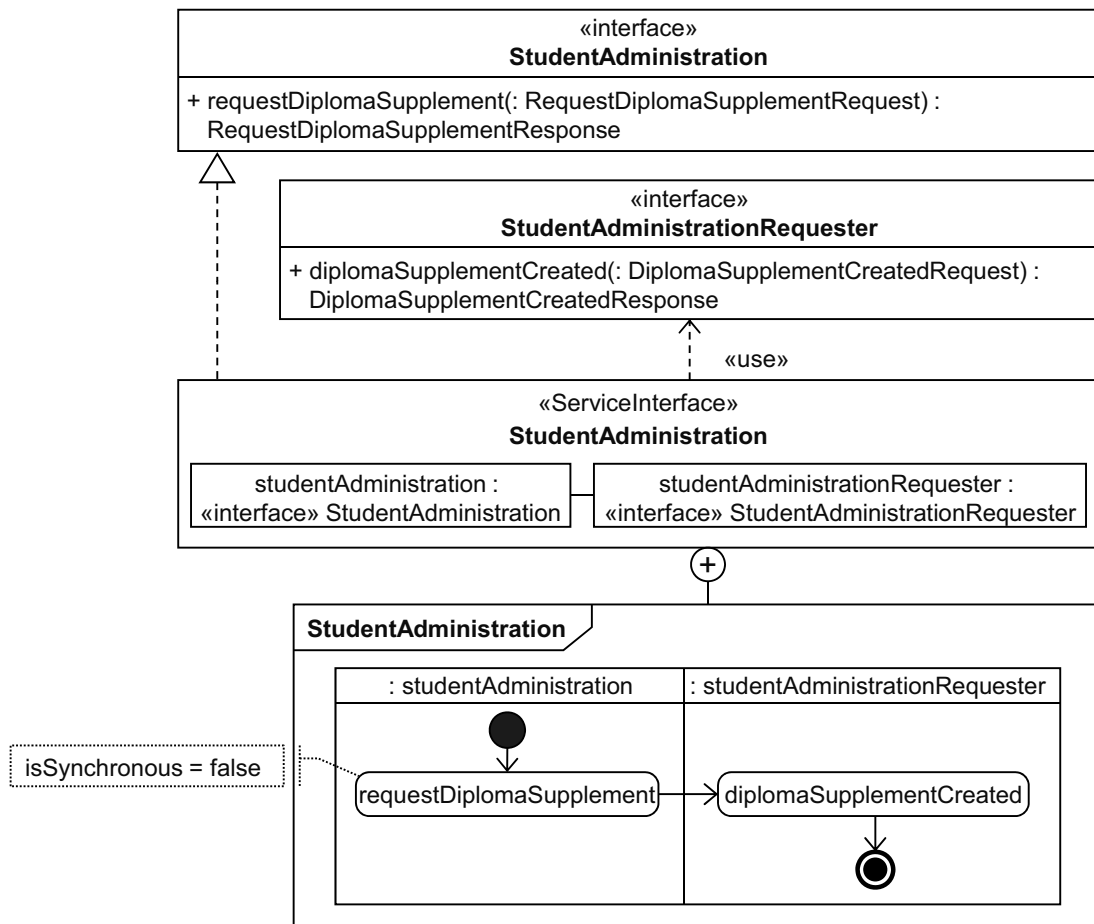 «interface»
StudentAdministration
+ requestDiplomaSupplement(: RequestDiplomaSupplementRequest) :
RequestDiplomaSupplementResponse
«interface»
StudentAdministrationRequester
+ diplomaSupplementCreated(: DiplomaSupplementCreatedRequest) :
DiplomaSupplementCreatedResponse
«use»
«ServiceInterface»
StudentAdministration
studentAdministration :
«interface» StudentAdministration
studentAdministrationRequester :
«interface» StudentAdministrationRequester
+
StudentAdministration
: studentAdministration
: studentAdministrationRequester
isSynchronous = false
requestDiplomaSupplement
diplomaSupplementCreated